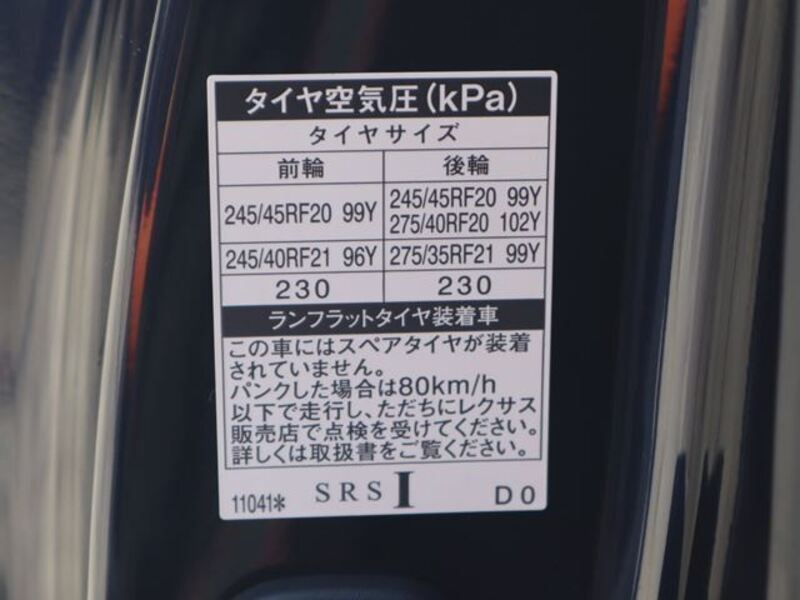 タイヤ空気圧(kPa)
タイヤサイズ
前輪 後輪
245/45RF20 99Y 245/45RF20 99Y
275/40RF20 102Y
245/40RF21 96Y 275/35RF21 99Y
230 230
ランフラットタイヤ装着車
この車にはスペアタイヤが装着
されていません。
パンクした場合は80km/h
以下で走行し、ただちにレクサス
販売店で点検を受けてください。
詳しくは取扱書をご覧ください。
11041* SRS I D0